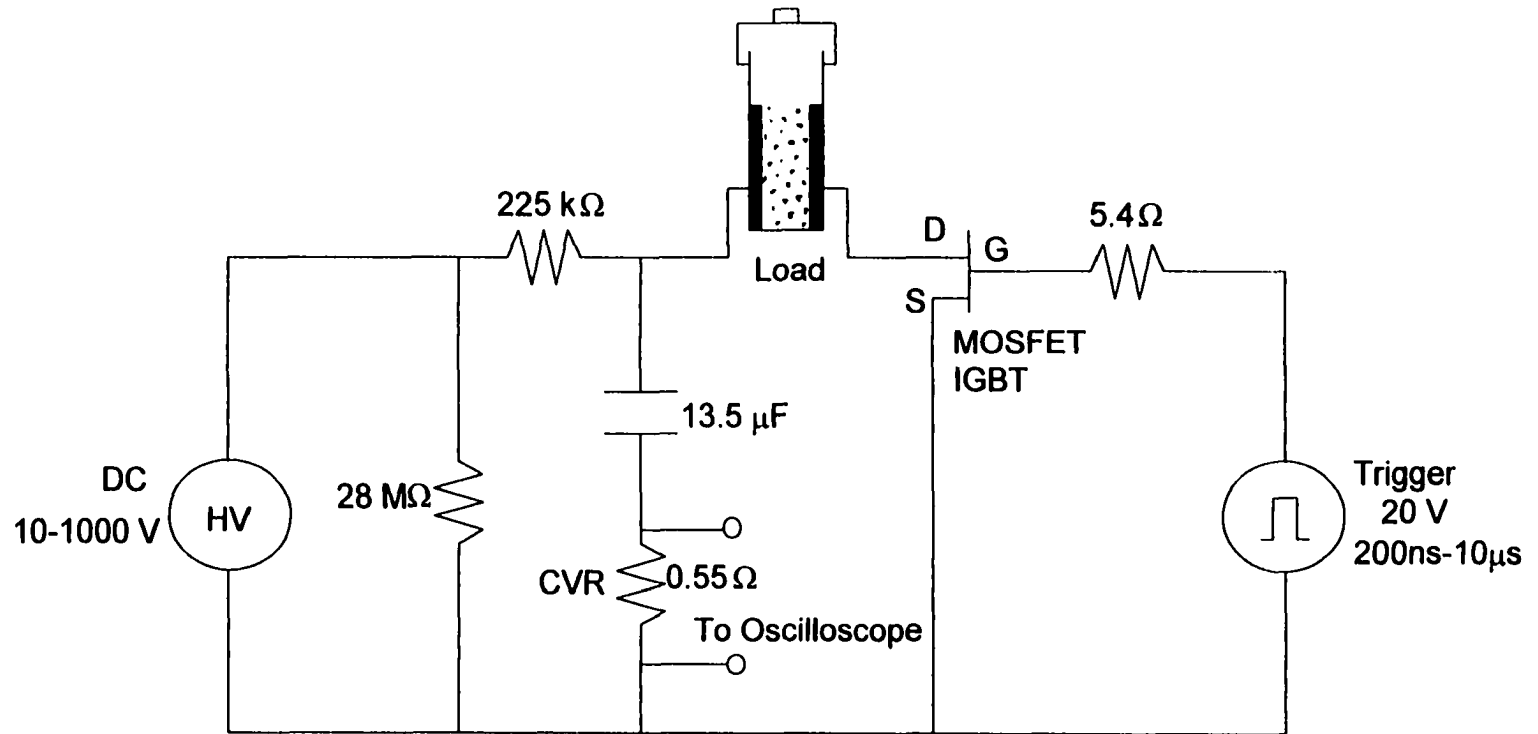 225 kΩ
Load
D
G
S
MOSFET
IGBT
5.4Ω
13.5 μF
DC
10-1000 V
HV
28 MΩ
CVR
0.55Ω
To Oscilloscope
Trigger
20 V
200ns-10μs